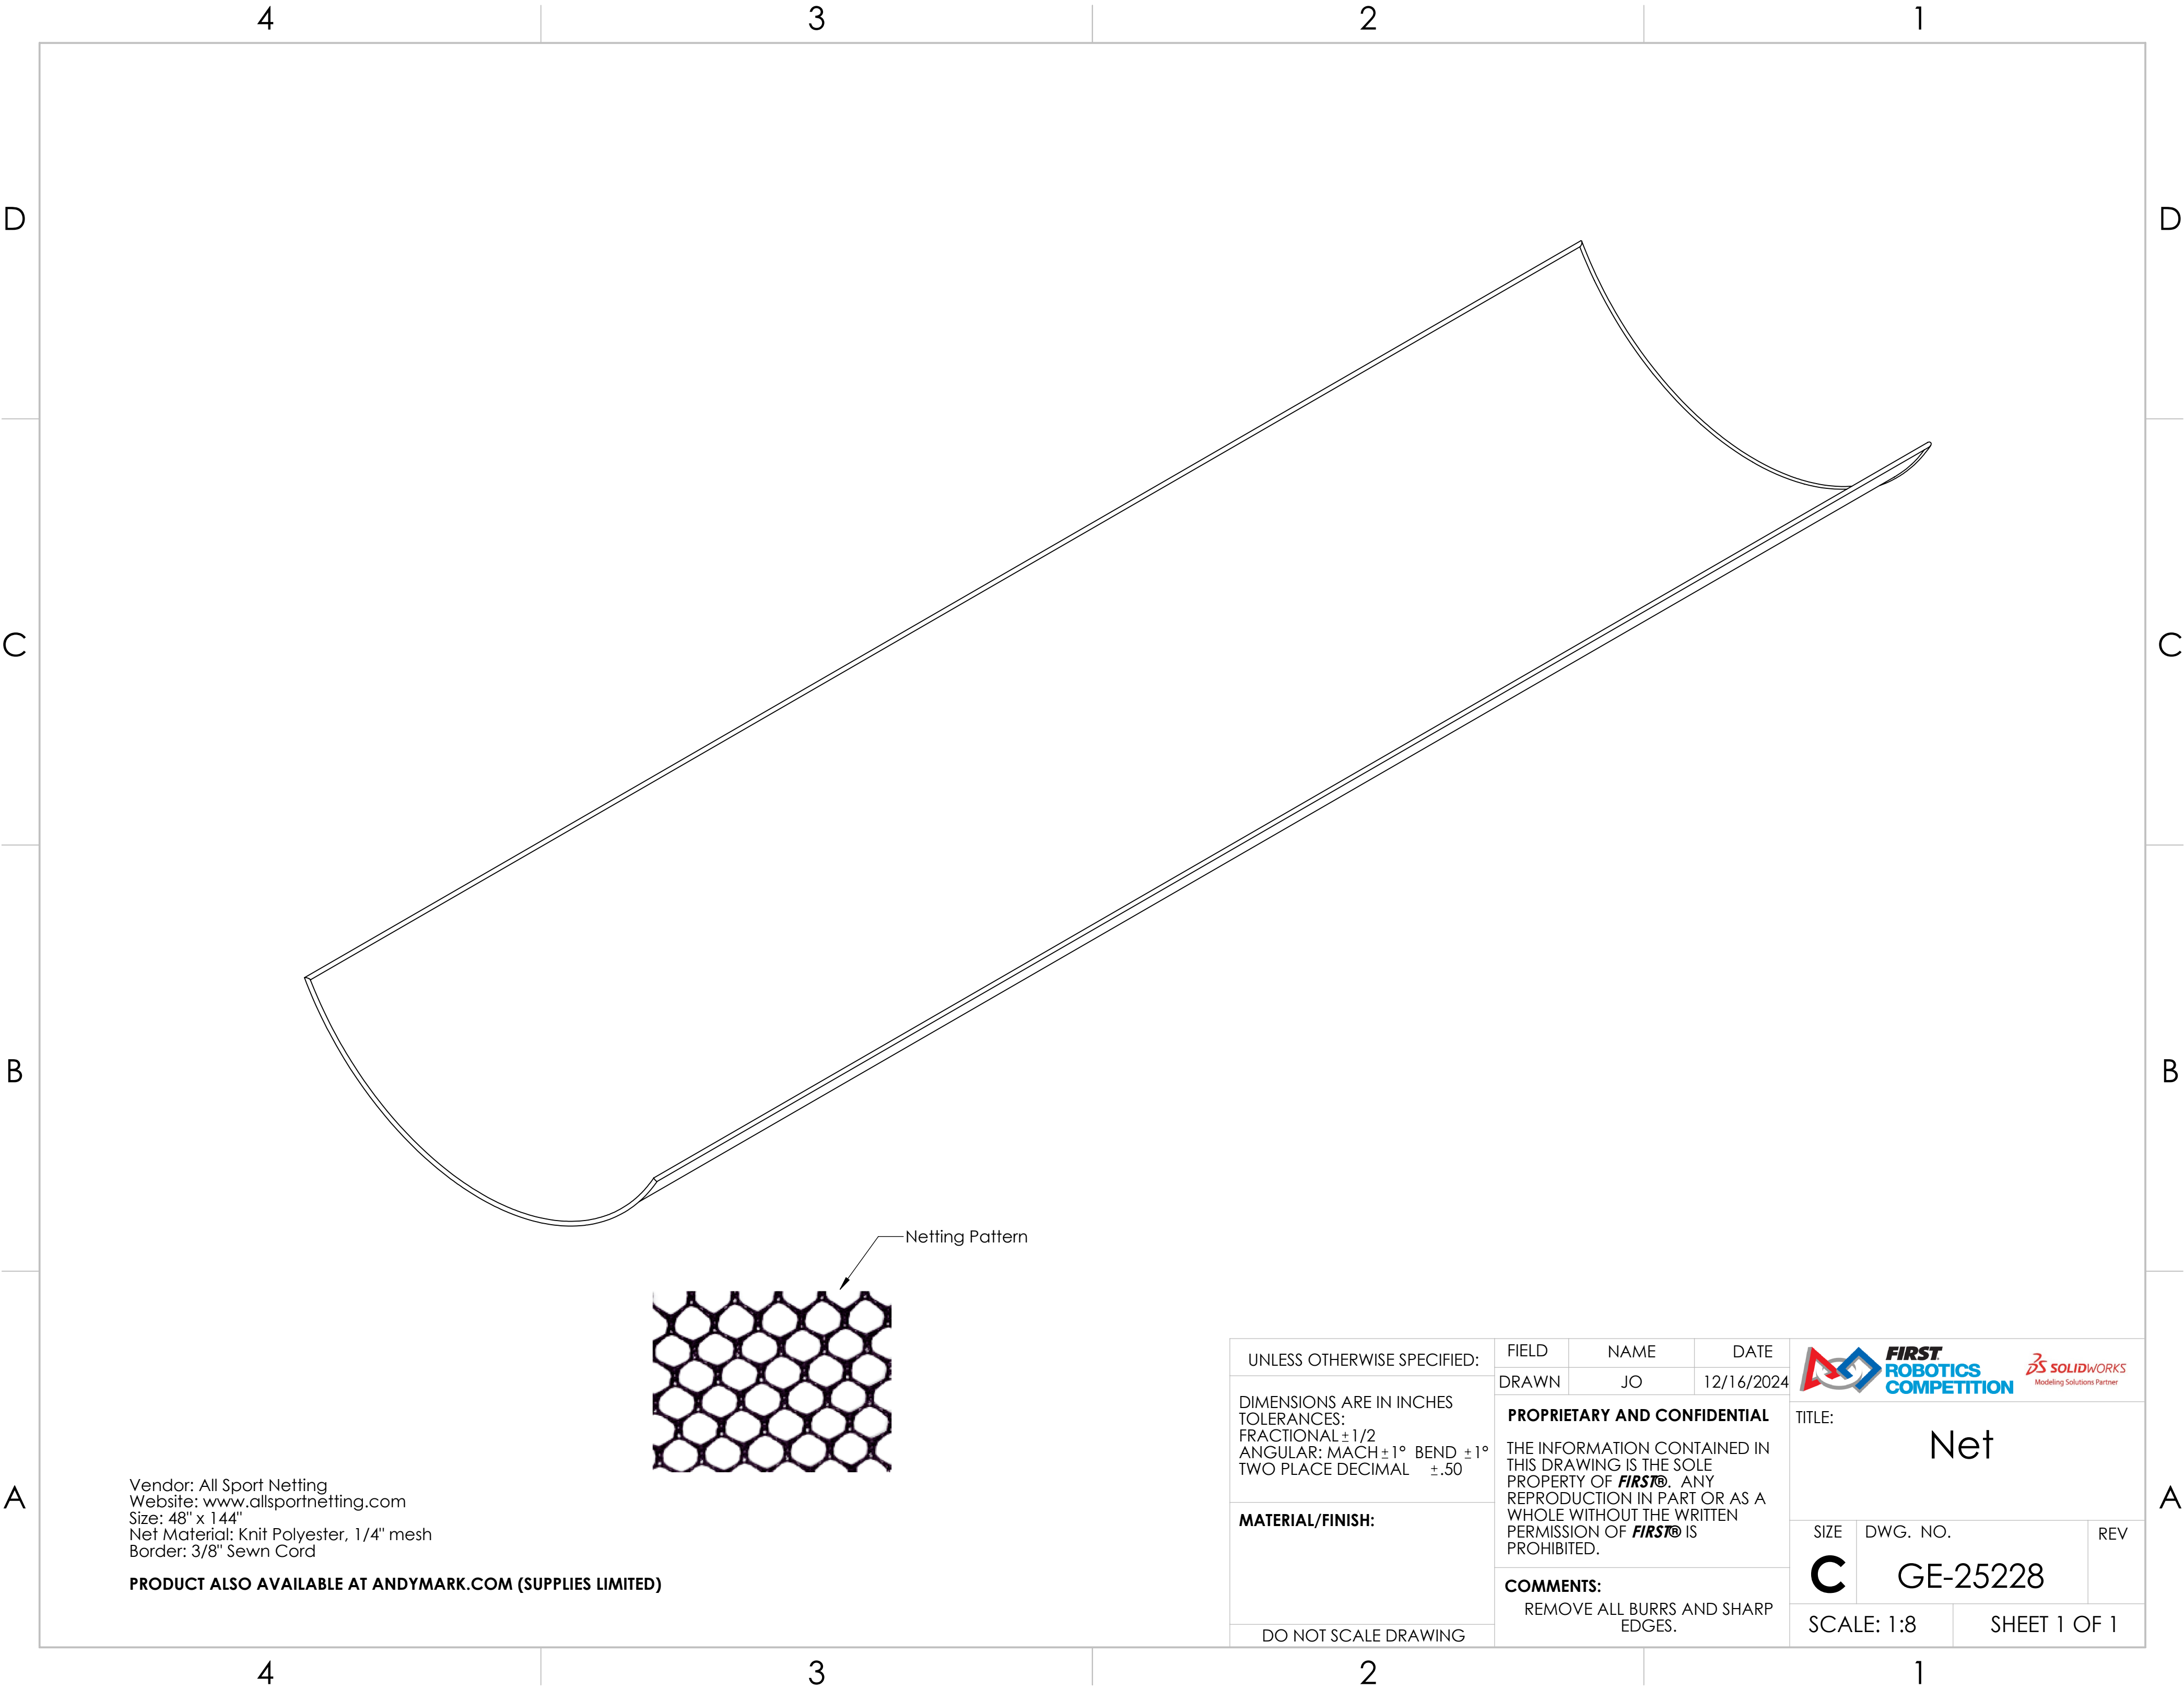 4 3 2 1
D D
C C
B B
A A
Netting Pattern
Vendor: All Sport Netting
Website: www.allsportnetting.com
Size: 48" x 144"
Net Material: Knit Polyester, 1/4" mesh
Border: 3/8" Sewn Cord
PRODUCT ALSO AVAILABLE AT ANDYMARK.COM (SUPPLIES LIMITED)
UNLESS OTHERWISE SPECIFIED:
DIMENSIONS ARE IN INCHES
TOLERANCES:
FRACTIONAL ±1/2
ANGULAR: MACH ±1° BEND ±1°
TWO PLACE DECIMAL ±.50
MATERIAL/FINISH:
DO NOT SCALE DRAWING
FIELD NAME DATE
DRAWN JO 12/16/2024
PROPRIETARY AND CONFIDENTIAL
THE INFORMATION CONTAINED IN
THIS DRAWING IS THE SOLE
PROPERTY OF FIRST®. ANY
REPRODUCTION IN PART OR AS A
WHOLE WITHOUT THE WRITTEN
PERMISSION OF FIRST® IS
PROHIBITED.
COMMENTS:
REMOVE ALL BURRS AND SHARP
EDGES.
FIRST
ROBOTICS
COMPETITION
SOLIDWORKS
Modeling Solutions Partner
TITLE:
Net
SIZE DWG. NO. REV
C GE-25228
SCALE: 1:8 SHEET 1 OF 1
4 3 2 1